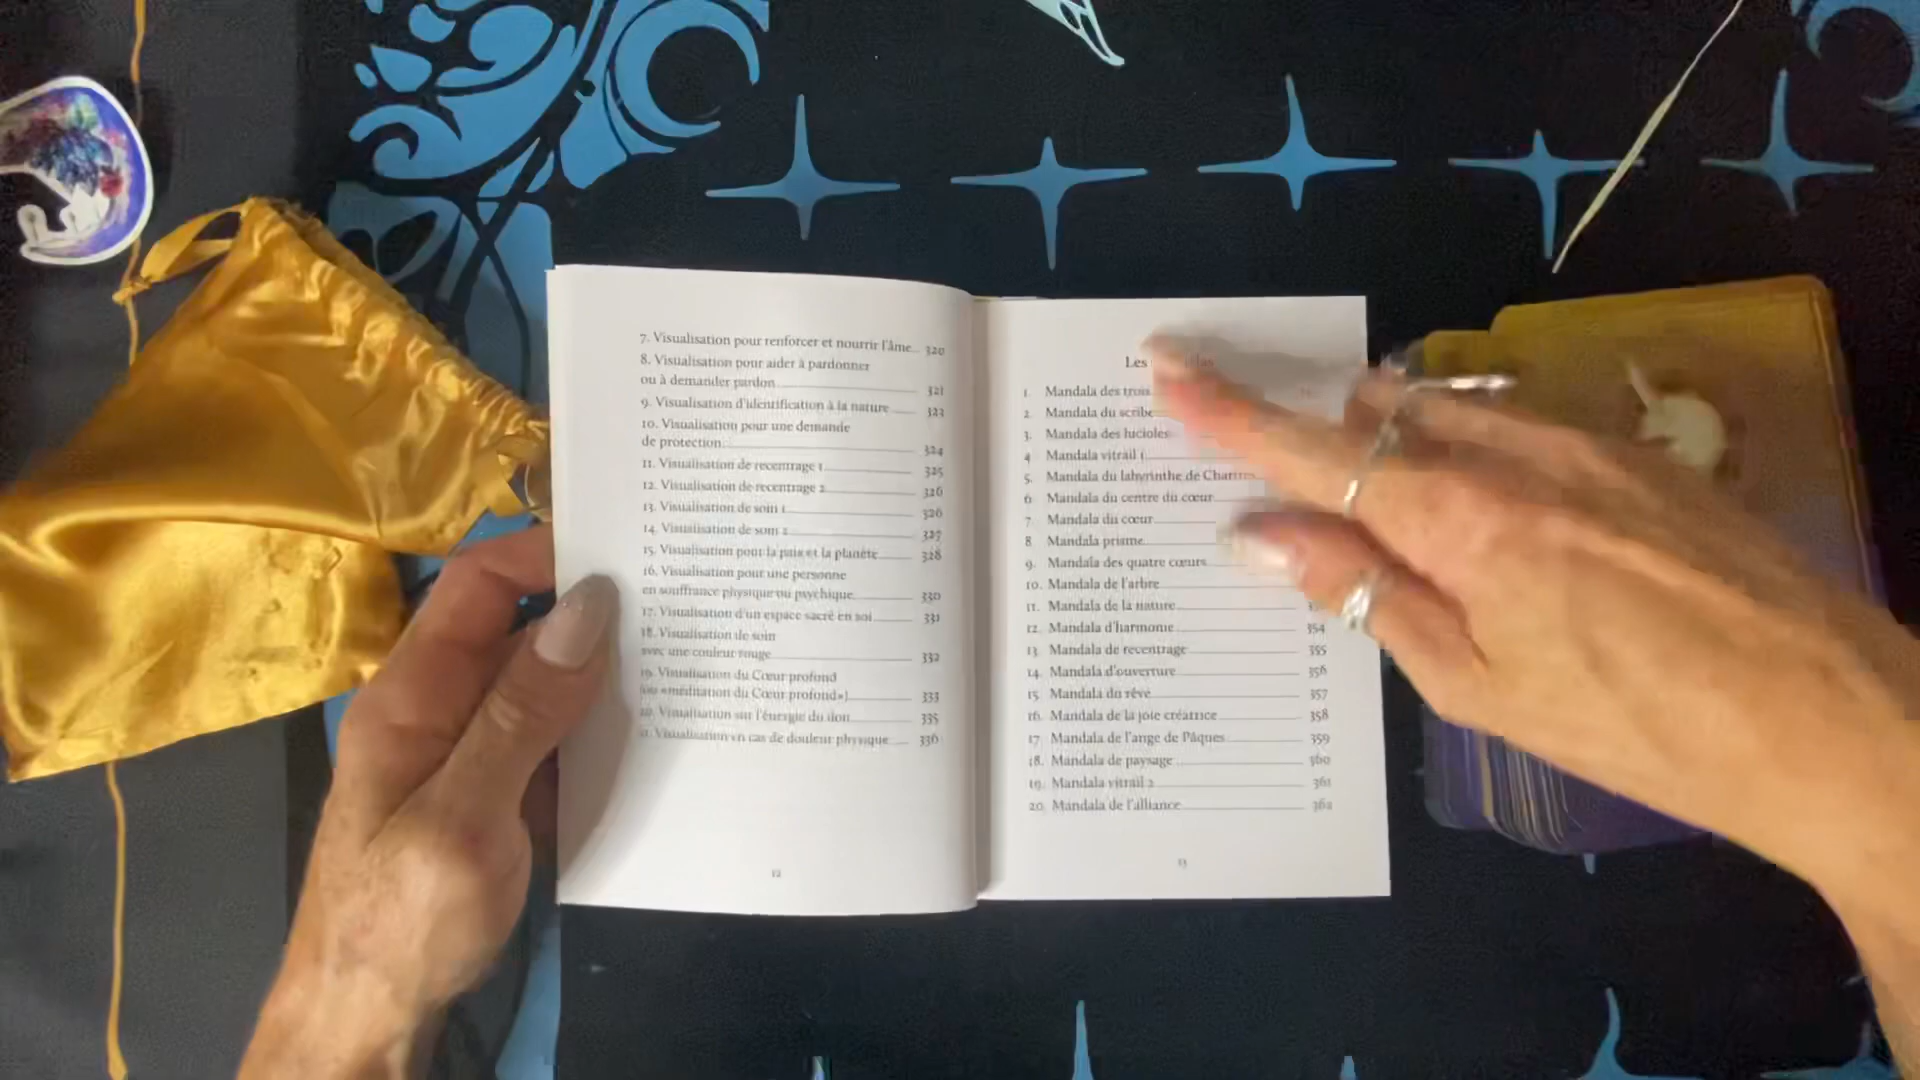 7. Visualisation pour renforcer et nourrir l'âme 320
8. Visualisation pour aider à pardonner
ou à demander pardon 321
9. Visualisation d'identification à la nature 323
10. Visualisation pour une demande
de protection 324
11. Visualisation de recentrage 1 325
12. Visualisation de recentrage 2 326
13. Visualisation de soin 1 326
14. Visualisation de soin 2 327
15. Visualisation pour la paix et la planète 328
16. Visualisation pour une personne
en souffrance physique ou psychique 330
17. Visualisation d'un espace sacré en soi 331
18. Visualisation de soin
avec une couleur rouge 332
19. Visualisation du Cœur profond
(ou «méditation du Cœur profond») 333
20. Visualisation sur l'énergie du don 335
21. Visualisation en cas de douleur physique 336
12
Les
1. Mandala des trois
2. Mandala du scribe
3. Mandala des lucioles
4. Mandala vitrail 1
5. Mandala du labyrinthe de Chartres
6. Mandala du centre du cœur
7. Mandala du cœur
8. Mandala prisme
9. Mandala des quatre cœurs
10. Mandala de l'arbre
11. Mandala de la nature
12. Mandala d'harmonie 354
13. Mandala de recentrage 355
14. Mandala d'ouverture 356
15. Mandala du rêve 357
16. Mandala de la joie créatrice 358
17. Mandala de l'ange de Pâques 359
18. Mandala de paysage 360
19. Mandala vitrail 2 361
20. Mandala de l'alliance 362
13